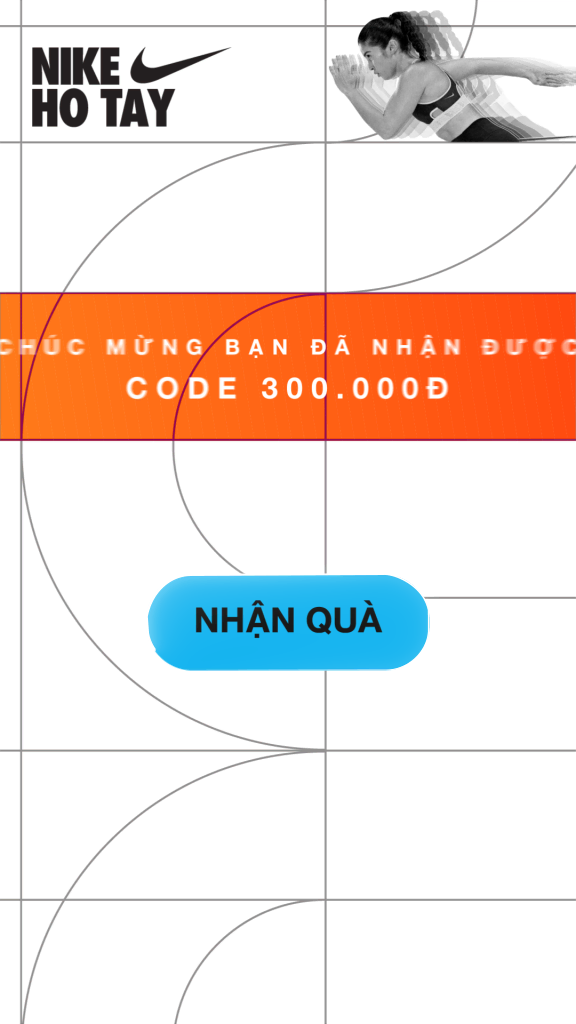 NIKE
HO TAY
CHÚC MỪNG BẠN ĐÃ NHẬN ĐƯỢC
CODE 300.000Đ
NHẬN QUÀ